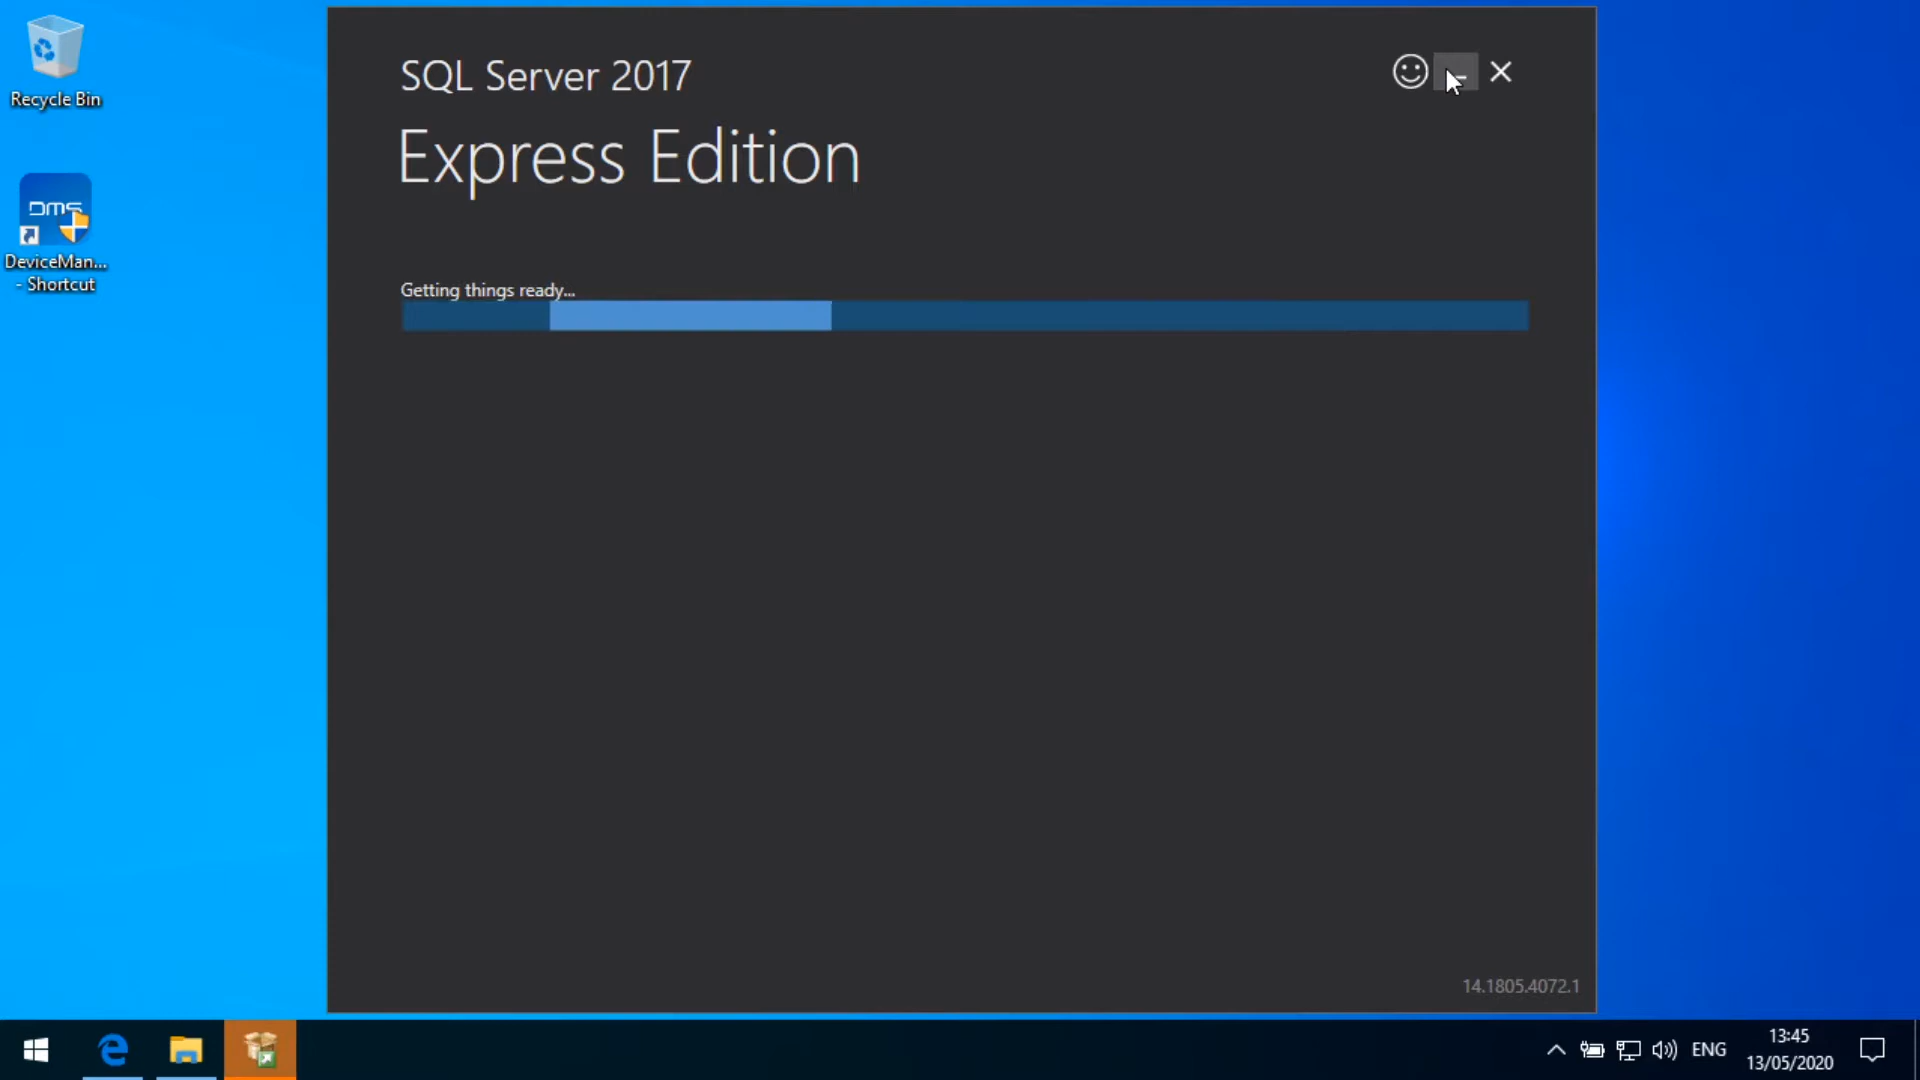 Recycle Bin
DMS
DeviceMan...
- Shortcut
SQL Server 2017
Express Edition
Getting things ready...
14.1805.4072.1
ENG
13:45
13/05/2020